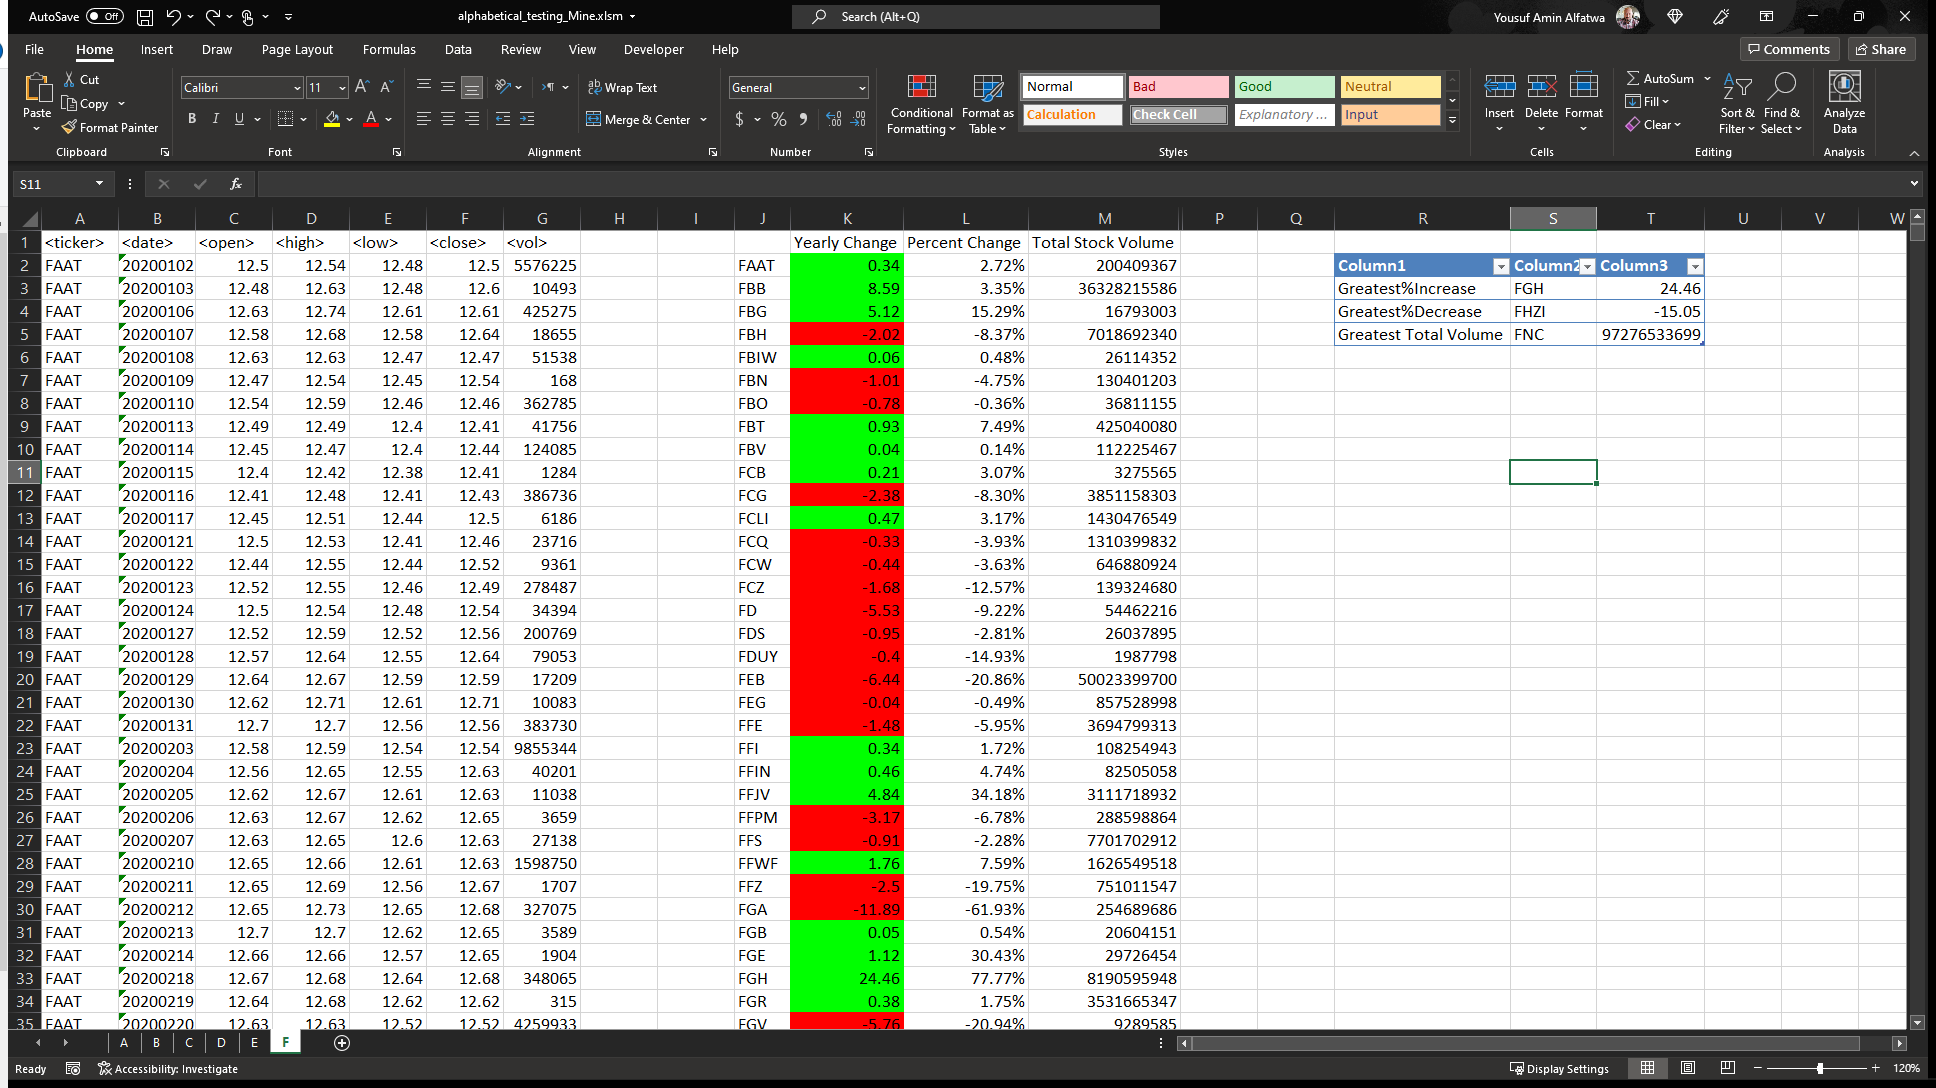 AutoSave Off alphabetical_testing_Mine.xlsm Search (Alt+Q) Yousuf Amin Alfatwa
File Home Insert Draw Page Layout Formulas Data Review View Developer Help Comments Share
Paste Cut Copy Format Painter Clipboard
Calibri 11 B I U Font
Wrap Text Merge & Center Alignment
General $ % Number
Conditional Formatting Format as Table Normal Bad Good Neutral
Calculation Check Cell Explanatory ... Input Styles
Insert Delete Format Cells
AutoSum Fill Clear Sort & Filter Find & Select Editing
Analyze Data Analysis
S11 fx
A B C D E F G H I J K L M P Q R S T U V W
1 <ticker> <date> <open> <high> <low> <close> <vol> Yearly Change Percent Change Total Stock Volume
2 FAAT 20200102 12.5 12.54 12.48 12.5 5576225 FAAT 0.34 2.72% 200409367 Column1 Column2 Column3
3 FAAT 20200103 12.48 12.63 12.48 12.6 10493 FBB 8.59 3.35% 36328215586 Greatest%Increase FGH 24.46
4 FAAT 20200106 12.63 12.74 12.61 12.61 425275 FBG 5.12 15.29% 16793003 Greatest%Decrease FHZI -15.05
5 FAAT 20200107 12.58 12.68 12.58 12.64 18655 FBH -2.02 -8.37% 7018692340 Greatest Total Volume FNC 97276533699
6 FAAT 20200108 12.63 12.63 12.47 12.47 51538 FBIW 0.06 0.48% 26114352
7 FAAT 20200109 12.47 12.54 12.45 12.54 168 FBN -1.01 -4.75% 130401203
8 FAAT 20200110 12.54 12.59 12.46 12.46 362785 FBO -0.78 -0.36% 36811155
9 FAAT 20200113 12.49 12.49 12.4 12.41 41756 FBT 0.93 7.49% 425040080
10 FAAT 20200114 12.45 12.47 12.4 12.44 124085 FBV 0.04 0.14% 112225467
11 FAAT 20200115 12.4 12.42 12.38 12.41 1284 FCB 0.21 3.07% 3275565
12 FAAT 20200116 12.41 12.48 12.41 12.43 386736 FCG -2.38 -8.30% 3851158303
13 FAAT 20200117 12.45 12.51 12.44 12.5 6186 FCLI 0.47 3.17% 1430476549
14 FAAT 20200121 12.5 12.53 12.41 12.46 23716 FCQ -0.33 -3.93% 1310399832
15 FAAT 20200122 12.44 12.55 12.44 12.52 9361 FCW -0.44 -3.63% 646880924
16 FAAT 20200123 12.52 12.55 12.46 12.49 278487 FCZ -1.68 -12.57% 139324680
17 FAAT 20200124 12.5 12.54 12.48 12.54 34394 FD -5.53 -9.22% 54462216
18 FAAT 20200127 12.52 12.59 12.52 12.56 200769 FDS -0.95 -2.81% 26037895
19 FAAT 20200128 12.57 12.64 12.55 12.64 79053 FDUY -0.4 -14.93% 1987798
20 FAAT 20200129 12.64 12.67 12.59 12.59 17209 FEB -6.44 -20.86% 50023399700
21 FAAT 20200130 12.62 12.71 12.61 12.71 10083 FEG -0.04 -0.49% 857528998
22 FAAT 20200131 12.7 12.7 12.56 12.56 383730 FFE -1.48 -5.95% 3694799313
23 FAAT 20200203 12.58 12.59 12.54 12.54 9855344 FFI 0.34 1.72% 108254943
24 FAAT 20200204 12.56 12.65 12.55 12.63 40201 FFIN 0.46 4.74% 82505058
25 FAAT 20200205 12.62 12.67 12.61 12.63 11038 FFJV 4.84 34.18% 3111718932
26 FAAT 20200206 12.63 12.67 12.62 12.65 3659 FFPM -3.17 -6.78% 288598864
27 FAAT 20200207 12.63 12.65 12.6 12.63 27138 FFS -0.91 -2.28% 7701702912
28 FAAT 20200210 12.65 12.66 12.61 12.63 1598750 FFWF 1.76 7.59% 1626549518
29 FAAT 20200211 12.65 12.69 12.56 12.67 1707 FFZ -2.5 -19.75% 751011547
30 FAAT 20200212 12.65 12.73 12.65 12.68 327075 FGA -11.89 -61.93% 254689686
31 FAAT 20200213 12.7 12.7 12.62 12.65 3589 FGB 0.05 0.54% 20604151
32 FAAT 20200214 12.66 12.66 12.57 12.65 1904 FGE 1.12 30.43% 29726454
33 FAAT 20200218 12.67 12.68 12.64 12.68 348065 FGH 24.46 77.77% 8190595948
34 FAAT 20200219 12.64 12.68 12.62 12.62 315 FGR 0.38 1.75% 3531665347
35 FAAT 20200220 12.63 12.63 12.52 12.52 4259933 FGV -5.76 -20.94% 9289585
A B C D E F
Ready Accessibility: Investigate Display Settings 120%